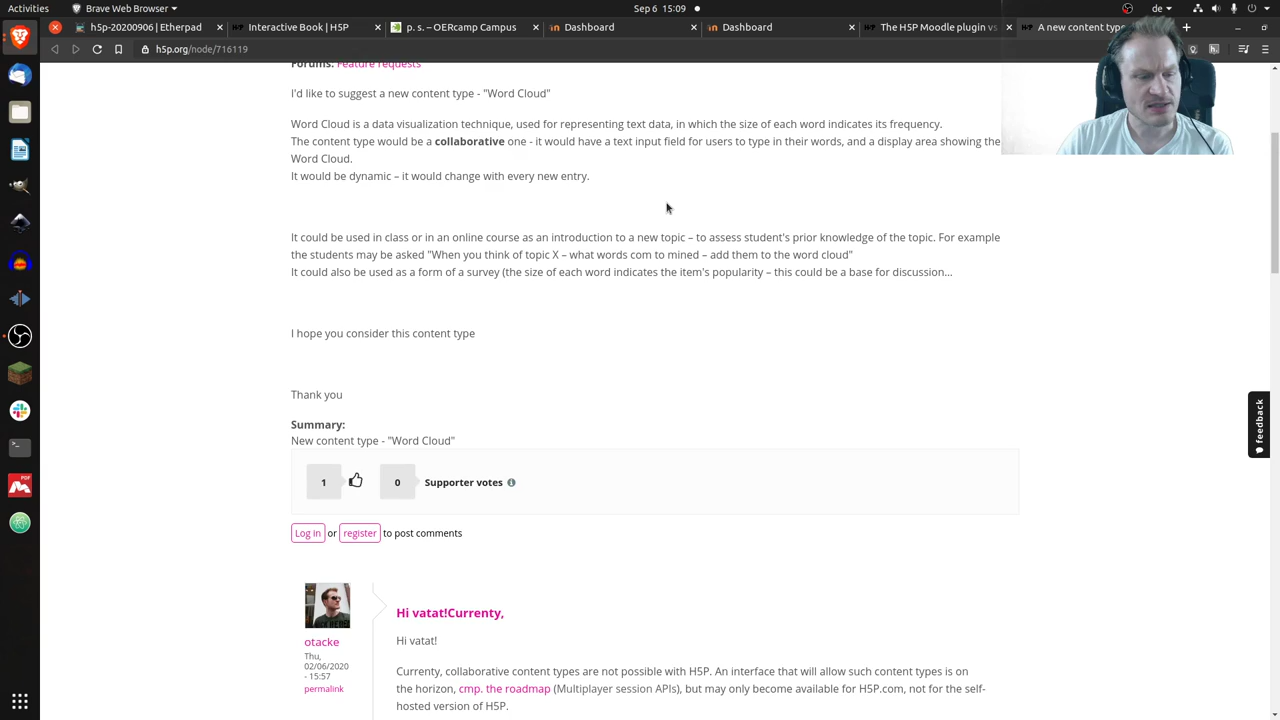 Activities
Brave Web Browser
Sep 6 15:09
h5p-20200906 | Etherpad
Interactive Book | H5P
p. s. – OERcamp Campus
Dashboard
Dashboard
The H5P Moodle plugin vs
A new content type
h5p.org/node/716119
Forums: Feature requests
I'd like to suggest a new content type - "Word Cloud"
Word Cloud is a data visualization technique, used for representing text data, in which the size of each word indicates its frequency.
The content type would be a collaborative one - it would have a text input field for users to type in their words, and a display area showing the
Word Cloud.
It would be dynamic – it would change with every new entry.
It could be used in class or in an online course as an introduction to a new topic – to assess student's prior knowledge of the topic. For example
the students may be asked "When you think of topic X – what words com to mined – add them to the word cloud"
It could also be used as a form of a survey (the size of each word indicates the item's popularity – this could be a base for discussion...
I hope you consider this content type
Thank you
Summary:
New content type - "Word Cloud"
1
0
Supporter votes
Log in or register to post comments
feedback
Hi vatat!Currenty,
otacke
Hi vatat!
Thu,
02/06/2020
- 15:57
permalink
Currenty, collaborative content types are not possible with H5P. An interface that will allow such content types is on
the horizon, cmp. the roadmap (Multiplayer session APIs), but may only become available for H5P.com, not for the self-
hosted version of H5P.
PDF